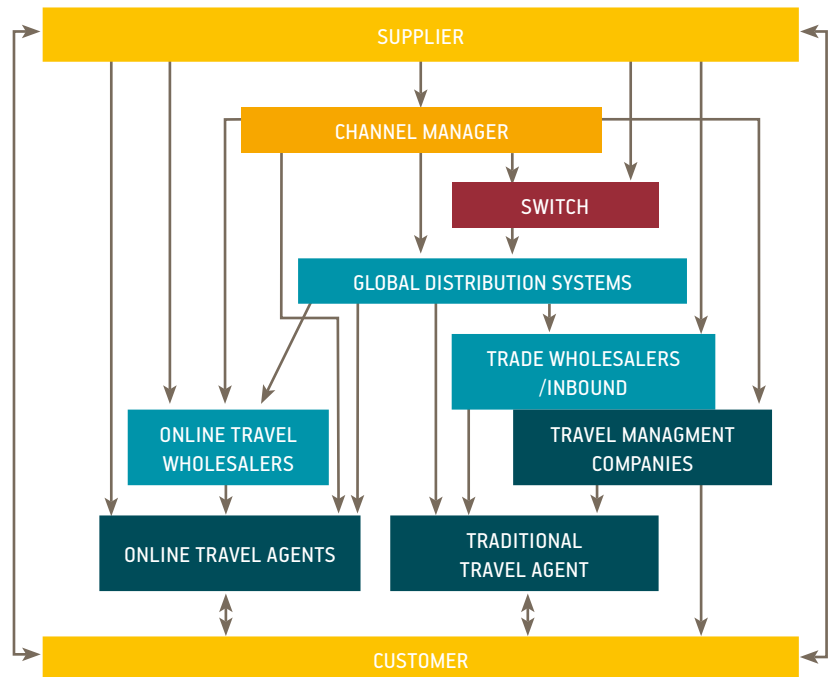 SUPPLIER
CHANNEL MANAGER
SWITCH
GLOBAL DISTRIBUTION SYSTEMS
TRADE WHOLESALERS
/INBOUND
ONLINE TRAVEL
WHOLESALERS
TRAVEL MANAGMENT
COMPANIES
ONLINE TRAVEL AGENTS
TRADITIONAL
TRAVEL AGENT
CUSTOMER